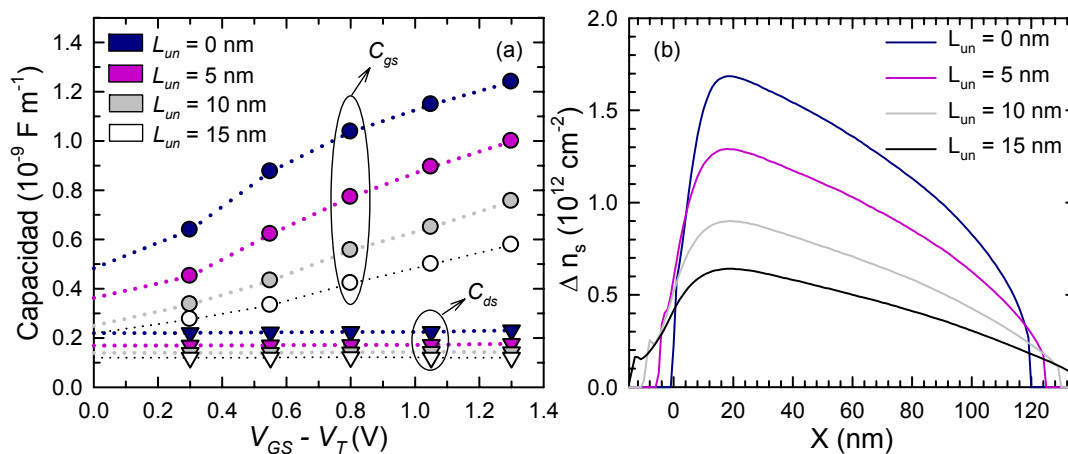 1.4
1.2
1.0
0.8
0.6
0.4
0.2
0.0
Capacidad (10⁻⁹ F m⁻¹)
L_un = 0 nm
L_un = 5 nm
L_un = 10 nm
L_un = 15 nm
(a)
C_gs
C_ds
0.0 0.2 0.4 0.6 0.8 1.0 1.2 1.4
V_GS - V_T (V)
2.0
1.5
1.0
0.5
0.0
Δ n_s (10¹² cm⁻²)
(b)
L_un = 0 nm
L_un = 5 nm
L_un = 10 nm
L_un = 15 nm
0 20 40 60 80 100 120
X (nm)